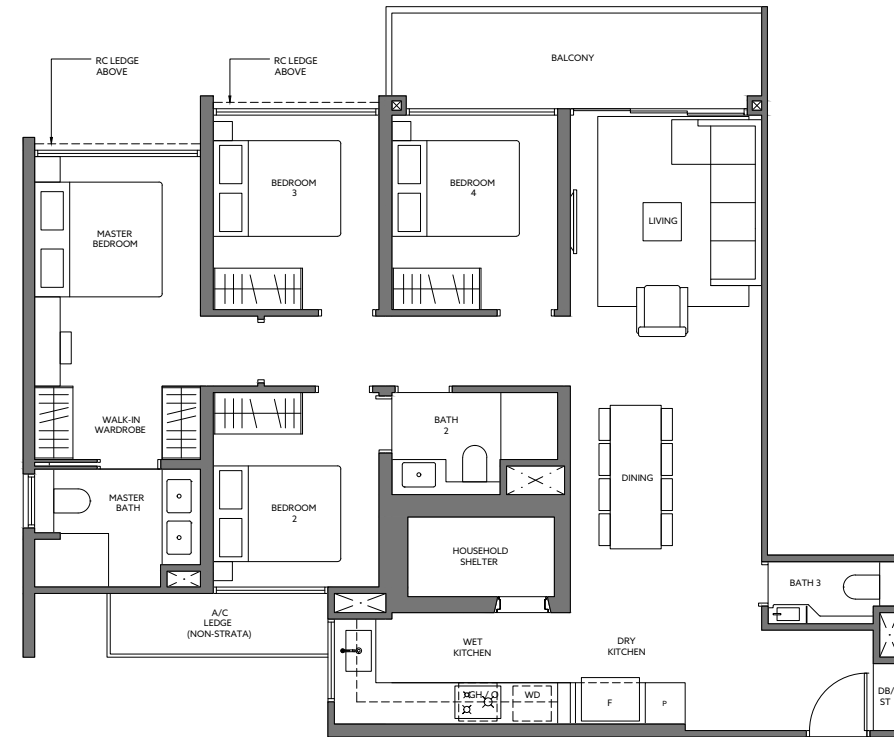 RC LEDGE
ABOVE
RC LEDGE
ABOVE
BALCONY
BEDROOM
3
BEDROOM
4
MASTER
BEDROOM
LIVING
WALK-IN
WARDROBE
BATH
2
MASTER
BATH
BEDROOM
2
DINING
HOUSEHOLD
SHELTER
BATH 3
A/C
LEDGE
(NON-STRATA)
WET
KITCHEN
DRY
KITCHEN
WD
F
P
DB/
ST